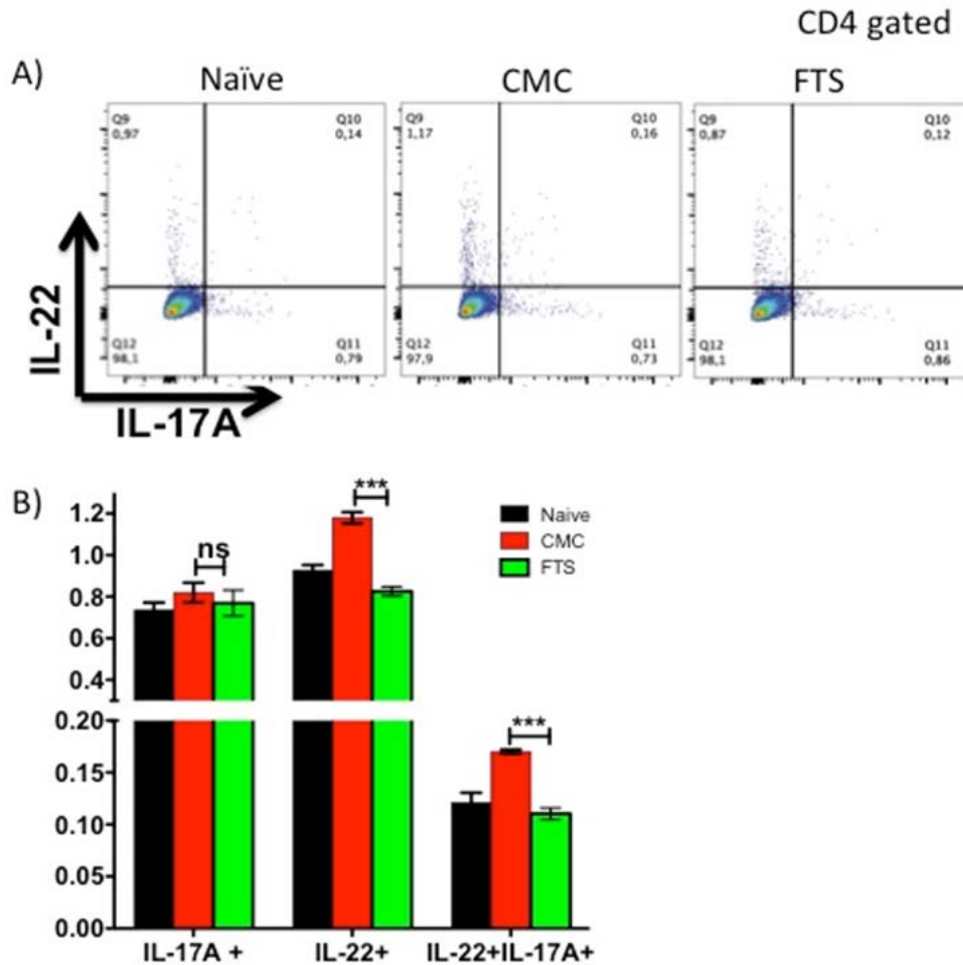 CD4 gated
A)
Naïve
CMC
FTS
Q9
0,97
Q10
0,14
Q9
1,17
Q10
0,16
Q9
0,87
Q10
0,12
Q12
98,1
Q11
0,79
Q12
97,9
Q11
0,73
Q12
98,1
Q11
0,86
IL-22
IL-17A
B)
1.2
1.0
0.8
0.6
0.4
0.20
0.15
0.10
0.05
0.00
ns
***
***
Naive
CMC
FTS
IL-17A +
IL-22+
IL-22+IL-17A+